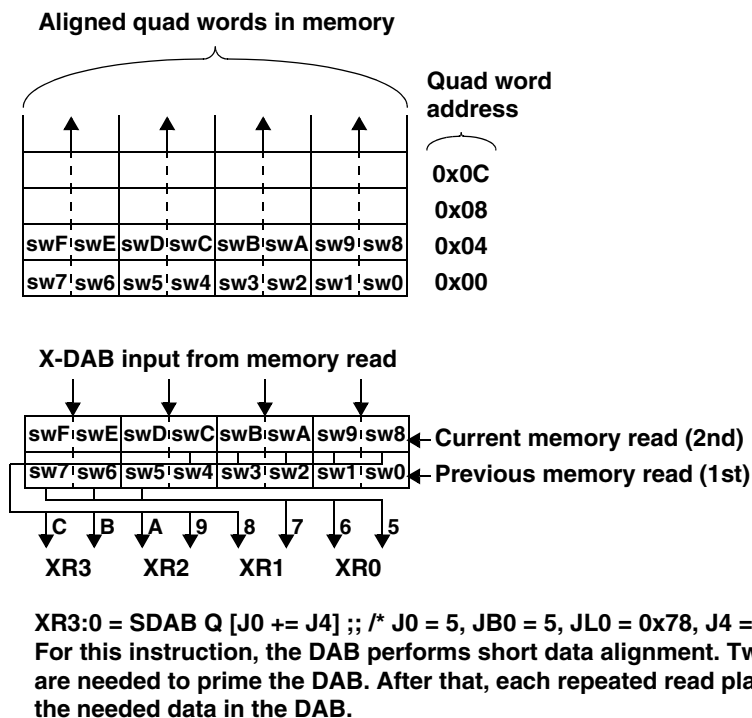 Aligned quad words in memory
Quad word
address
0x0C
0x08
swF swE swD swC swB swA sw9 sw8 0x04
sw7 sw6 sw5 sw4 sw3 sw2 sw1 sw0 0x00
X-DAB input from memory read
swF swE swD swC swB swA sw9 sw8 Current memory read (2nd)
sw7 sw6 sw5 sw4 sw3 sw2 sw1 sw0 Previous memory read (1st)
C B A 9 8 7 6 5
XR3 XR2 XR1 XR0
XR3:0 = SDAB Q [J0 += J4] ;; /* J0 = 5, JB0 = 5, JL0 = 0x78, J4 =
For this instruction, the DAB performs short data alignment. Tw
are needed to prime the DAB. After that, each repeated read pla
the needed data in the DAB.